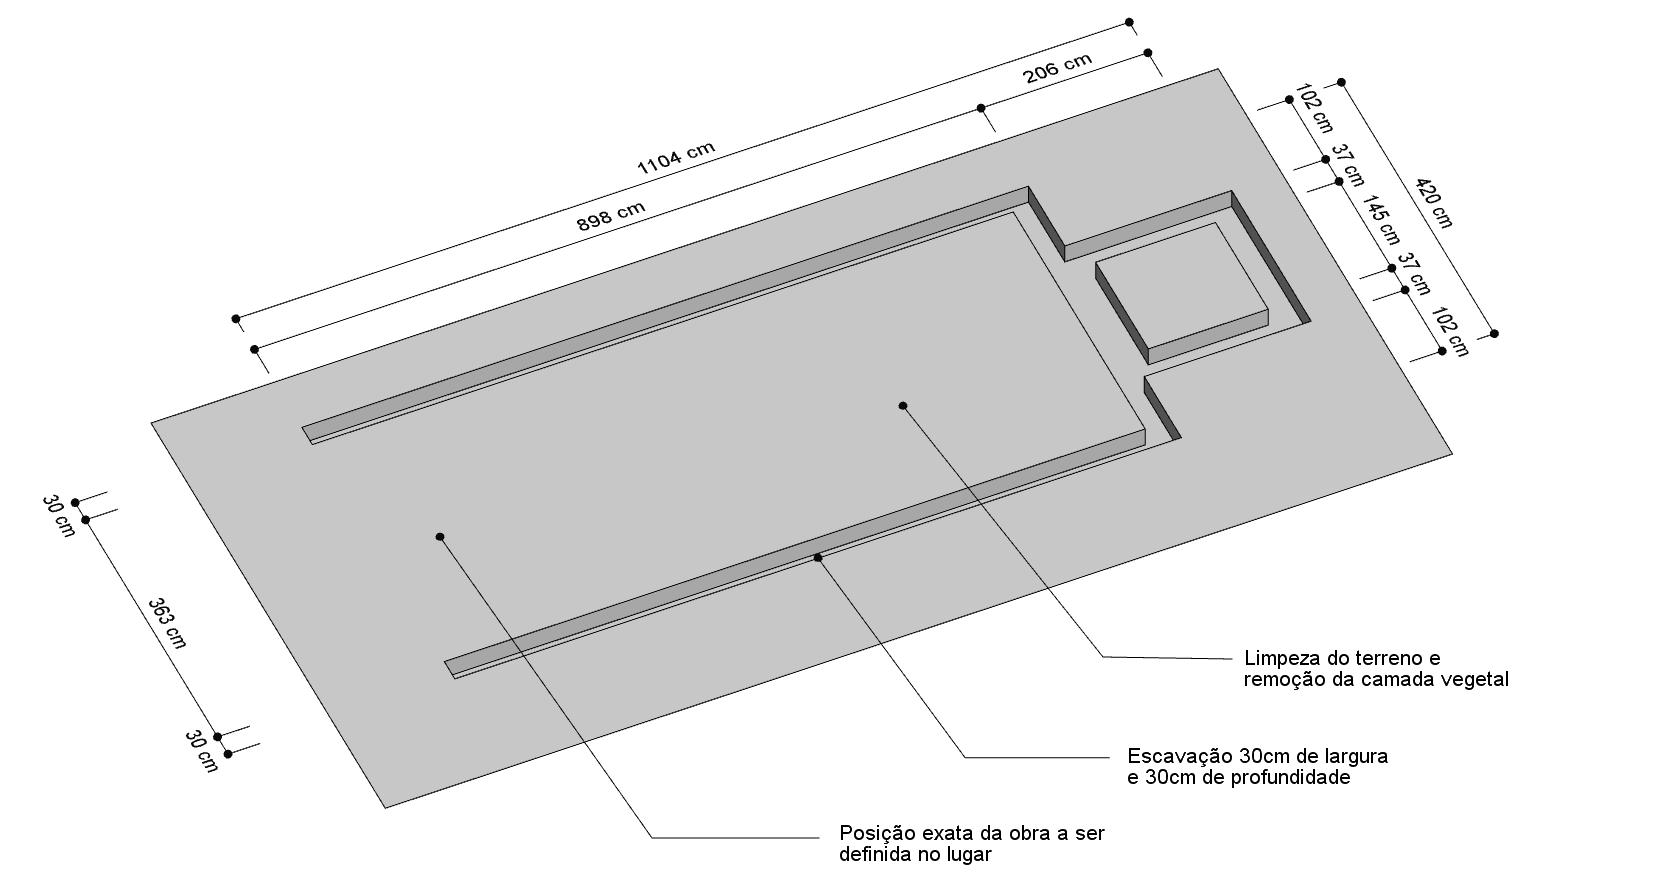 206 cm
1104 cm
898 cm
102 cm
37 cm
145 cm
37 cm
102 cm
420 cm
30 cm
363 cm
30 cm
Limpeza do terreno e
remoção da camada vegetal
Escavação 30cm de largura
e 30cm de profundidade
Posição exata da obra a ser
definida no lugar